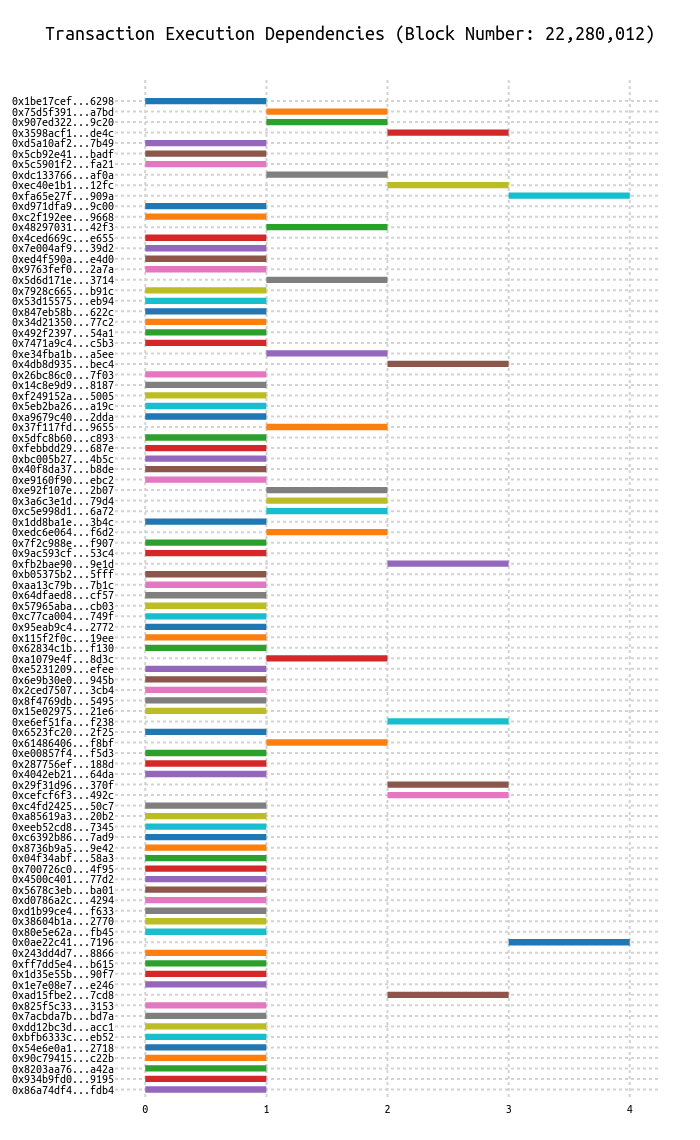 Transaction Execution Dependencies (Block Number: 22,280,012)
0x1be17cef...6298
0x75d5f391...a7bd
0x907ed322...9c20
0x3598acf1...de4c
0xd5a10af2...7b49
0x5cb92e41...badf
0x5c5901f2...fa21
0xdc133766...af0a
0xec40e1b1...12fc
0xfa65e27f...909a
0xd971dfa9...9c00
0xc2f192ee...9668
0x48297031...42f3
0x4ced669c...e655
0x7e004af9...39d2
0xed4f590a...e4d0
0x9763fef0...2a7a
0x5d6d171e...3714
0x7928c665...b91c
0x53d15575...eb94
0x847eb58b...622c
0x34d21350...77c2
0x492f2397...54a1
0x7471a9c4...c5b3
0xe34fba1b...a5ee
0x4db8d935...bec4
0x26bc86c0...7f03
0x14c8e9d9...8187
0xf249152a...5005
0x5eb2ba26...a19c
0xa9679c40...2dda
0x37f117fd...9655
0x5dfc8b60...c893
0xfebbdd29...687e
0xbc005b27...4b5c
0x40f8da37...b8de
0xe9160f90...ebc2
0xe92f107e...2b07
0x3a6c3e1d...79d4
0xc5e998d1...6a72
0x1dd8ba1e...3b4c
0xedc6e064...f6d2
0x7f2c988e...f907
0x9ac593cf...53c4
0xfb2bae90...9e1d
0xb05375b2...5fff
0xaa13c79b...7b1c
0x64dfaed8...cf57
0x57965aba...cb03
0xc77ca004...749f
0x95eab9c4...2772
0x115f2f0c...19ee
0x62834c1b...f130
0xa1079e4f...8d3c
0xe5231209...efee
0x6e9b30e0...945b
0x2ced7507...3cb4
0x8f4769db...5495
0x15e02975...21e6
0xe6ef51fa...f238
0x6523fc20...2f25
0x61486406...f8bf
0xe00857f4...f5d3
0x287756ef...188d
0x4042eb21...64da
0x29f31d96...370f
0xcefcf6f3...492c
0xc4fd2425...50c7
0xa85619a3...20b2
0xeeb52cd8...7345
0xc6392b86...7ad9
0x8736b9a5...9e42
0x04f34abf...58a3
0x700726c0...4f95
0x4500c401...77d2
0x5678c3eb...ba01
0xd0786a2c...4294
0xd1b99ce4...f633
0x38604b1a...2770
0x80e5e62a...fb45
0x0ae22c41...7196
0x243dd4d7...8866
0xff7dd5e4...b615
0x1d35e55b...90f7
0x1e7e08e7...e246
0xad15fbe2...7cd8
0x825f5c33...3153
0x7acbda7b...bd7a
0xdd12bc3d...acc1
0xbfb6333c...eb52
0x54e6e0a1...2718
0x90c79415...c22b
0x8203aa76...a42a
0x934b9fd0...9195
0x86a74df4...fdb4
0 1 2 3 4